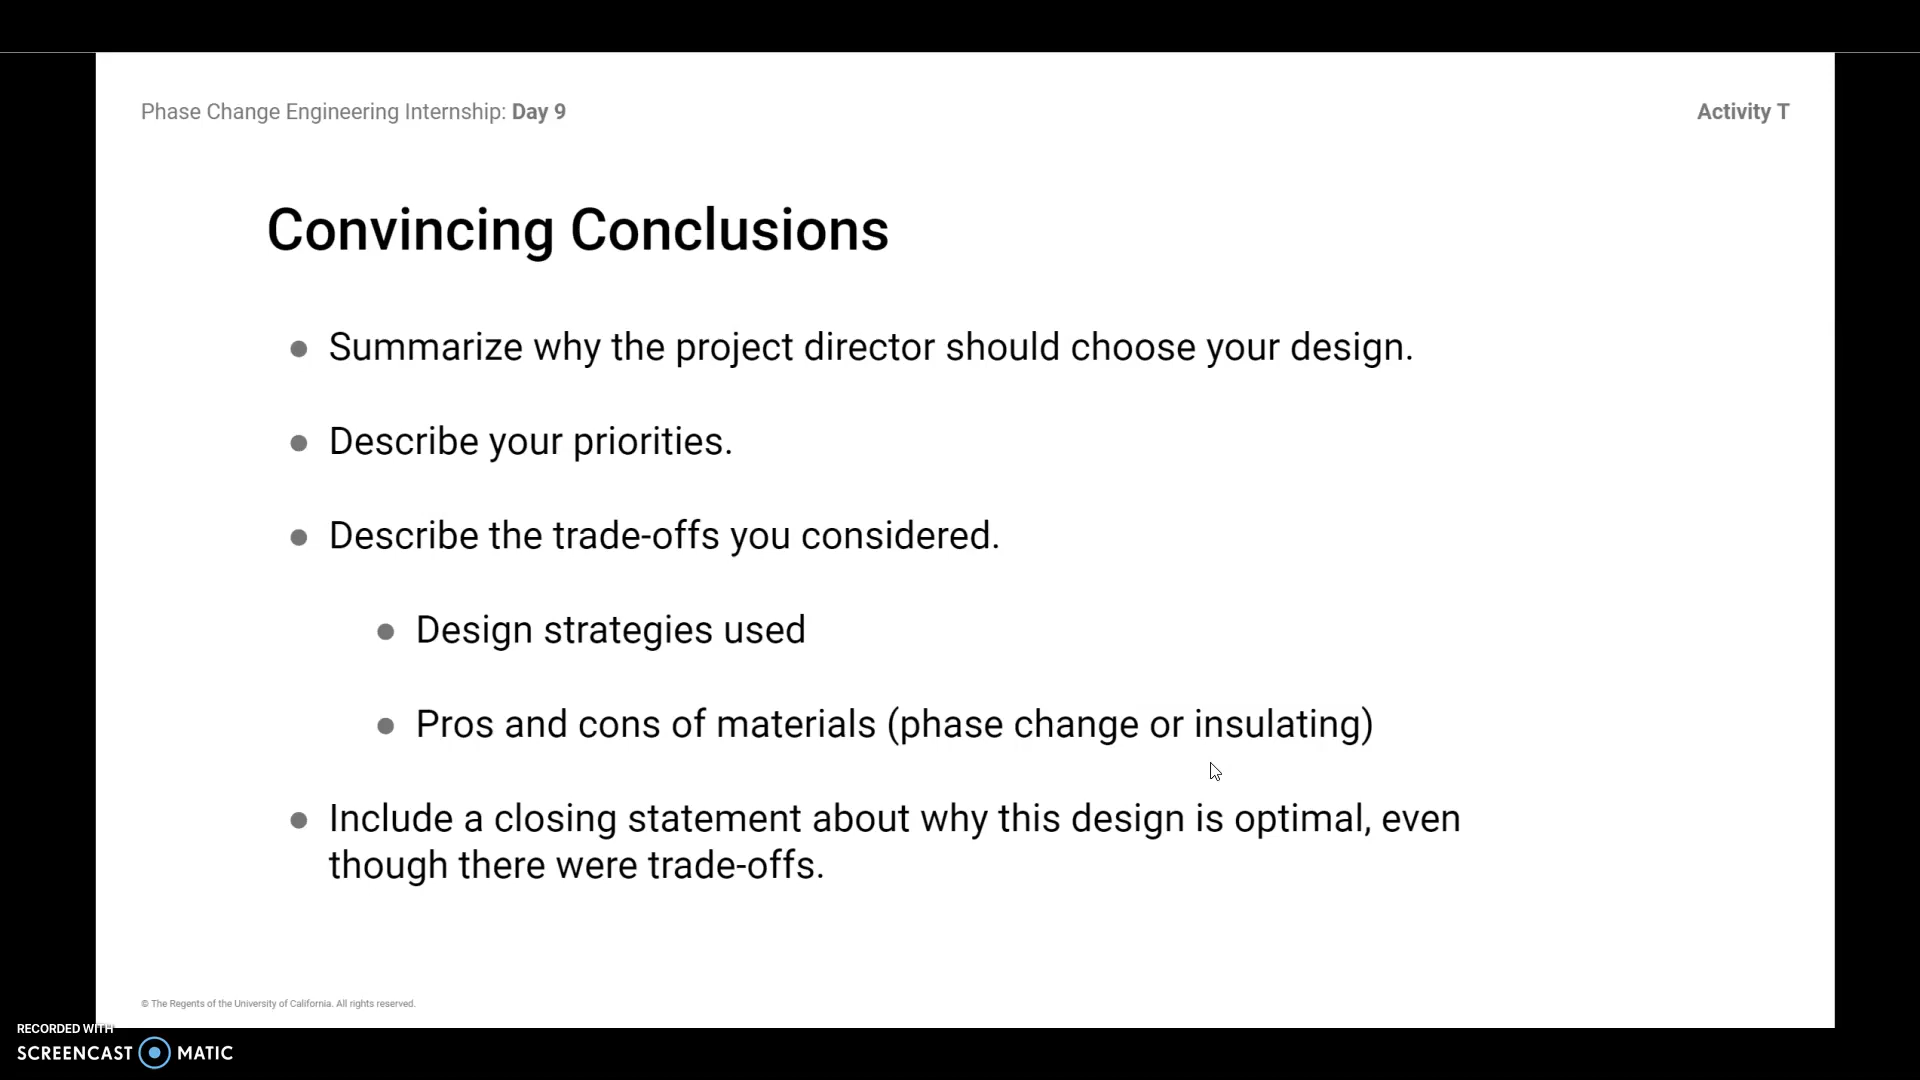 Phase Change Engineering Internship: Day 9
Activity T
Convincing Conclusions
Summarize why the project director should choose your design.
Describe your priorities.
Describe the trade-offs you considered.
Design strategies used
Pros and cons of materials (phase change or insulating)
Include a closing statement about why this design is optimal, even
though there were trade-offs.
© The Regents of the University of California. All rights reserved.
RECORDED WITH
SCREENCAST MATIC